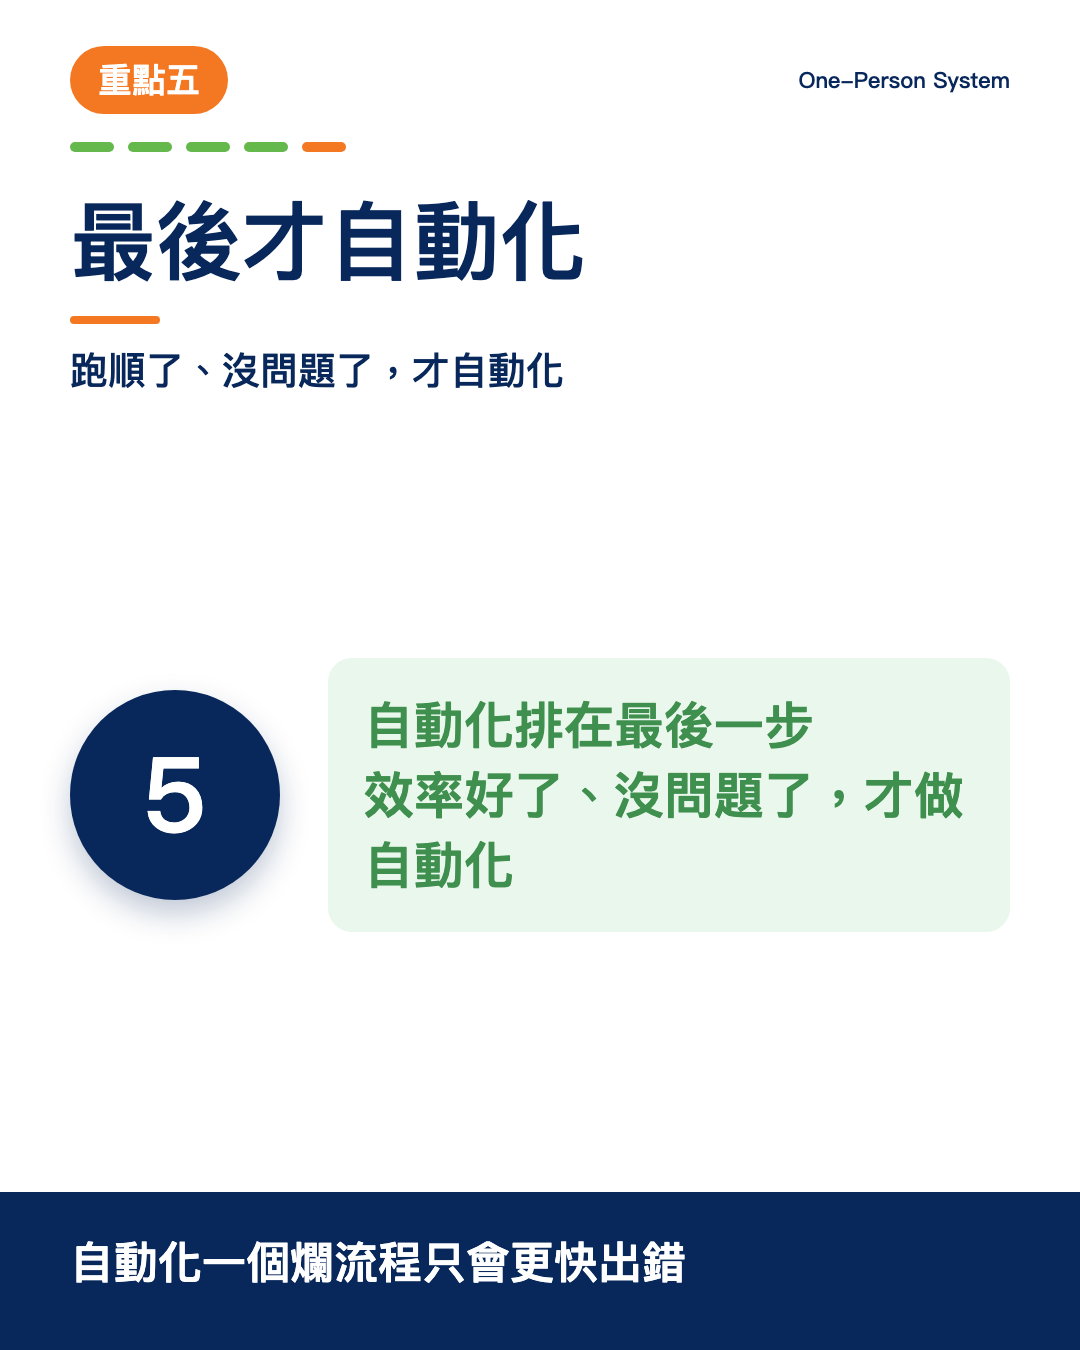 重點五
One–Person System
最後才自動化
跑順了、沒問題了，才自動化
5
自動化排在最後一步
效率好了、沒問題了，才做
自動化
自動化一個爛流程只會更快出錯